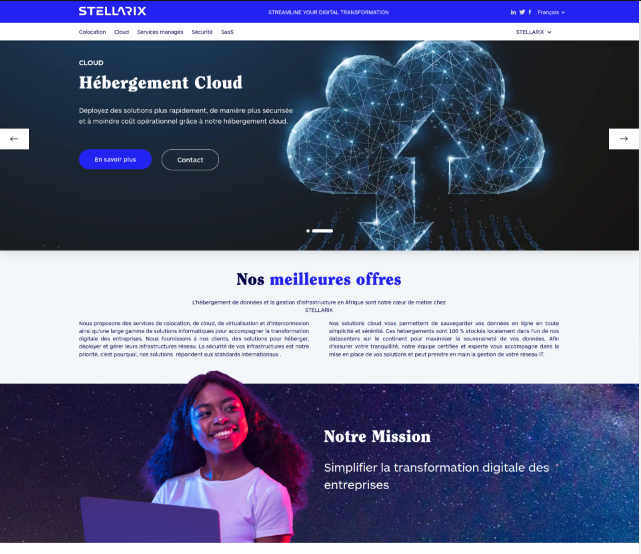 STELLARIX
STREAMLINE YOUR DIGITAL TRANSFORMATION
Français
Colocation Cloud Services managés Sécurité SaaS
STELLARIX
CLOUD
Hébergement Cloud
Déployez des solutions plus rapidement, de manière plus sécurisée
et à moindre coût opérationnel grâce à notre hébergement cloud.
En savoir plus
Contact
Nos meilleures offres
L'hébergement de données et la gestion d'infrastructure en Afrique sont notre cœur de métier chez
STELLARIX
Nous proposons des services de colocation, de cloud, de virtualisation et d'interconnexion
ainsi qu'une large gamme de solutions informatiques pour accompagner la transformation
digitale des entreprises. Nous fournissons à nos clients, des solutions pour héberger,
déployer et gérer leurs infrastructures réseau. La sécurité de vos infrastructures est notre
priorité, c'est pourquoi, nos solutions répondent aux standards internationaux .
Nos solutions cloud vous permettent de sauvegarder vos données en ligne en toute
simplicité et sérénité. Ces hébergements sont 100 % stockés localement dans l'un de nos
datacenters sur le continent pour maximiser la souveraineté de vos données. Afin
d'assurer votre tranquilité, notre équipe certifiée et experte vous accompagne dans la
mise en place de vos solutions et peut prendre en main la gestion de votre réseau IT.
Notre Mission
Simplifier la transformation digitale des
entreprises